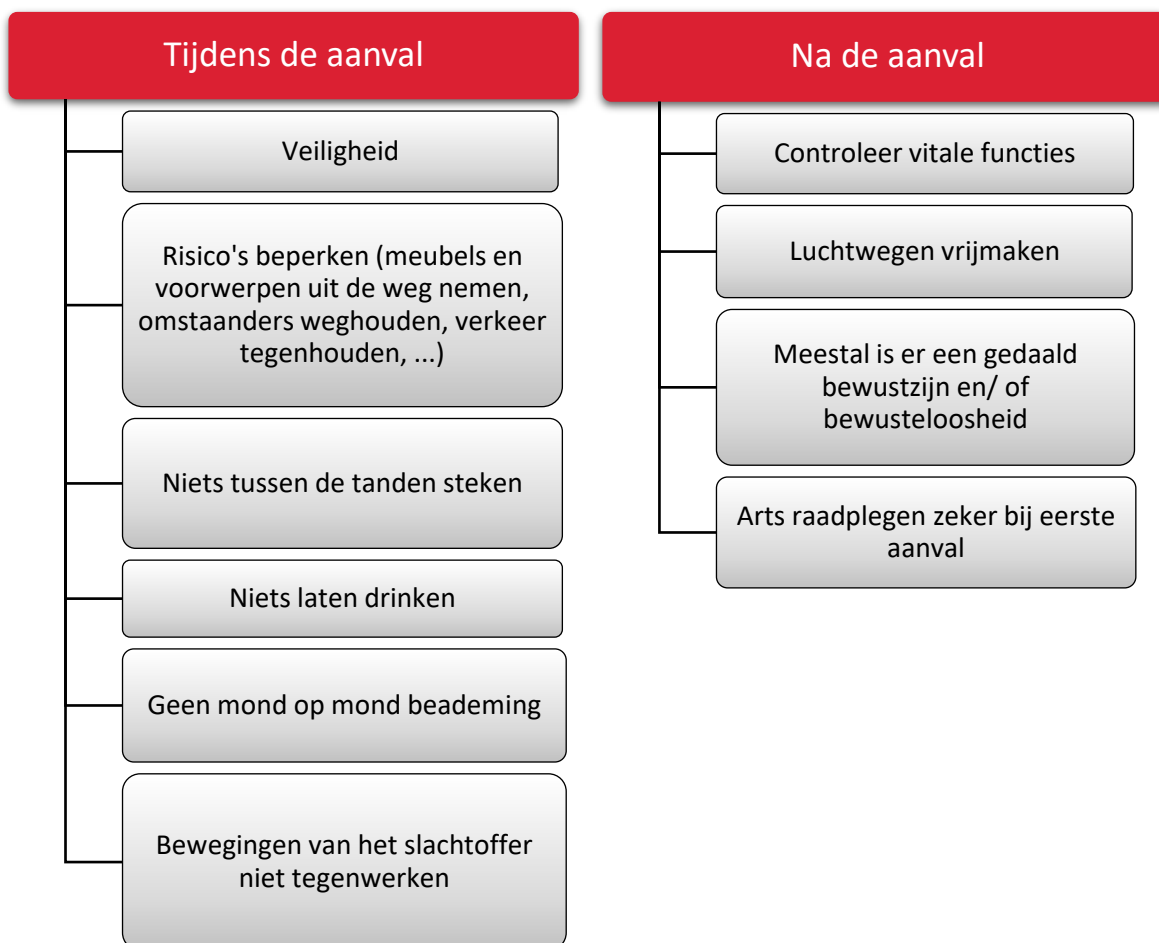 Tijdens de aanval
Veiligheid
Risico's beperken (meubels en
voorwerpen uit de weg nemen,
omstaanders weghouden, verkeer
tegenhouden, ...)
Niets tussen de tanden steken
Niets laten drinken
Geen mond op mond beademing
Bewegingen van het slachtoffer
niet tegenwerken
Na de aanval
Controleer vitale functies
Luchtwegen vrijmaken
Meestal is er een gedaald
bewustzijn en/ of
bewusteloosheid
Arts raadplegen zeker bij eerste
aanval